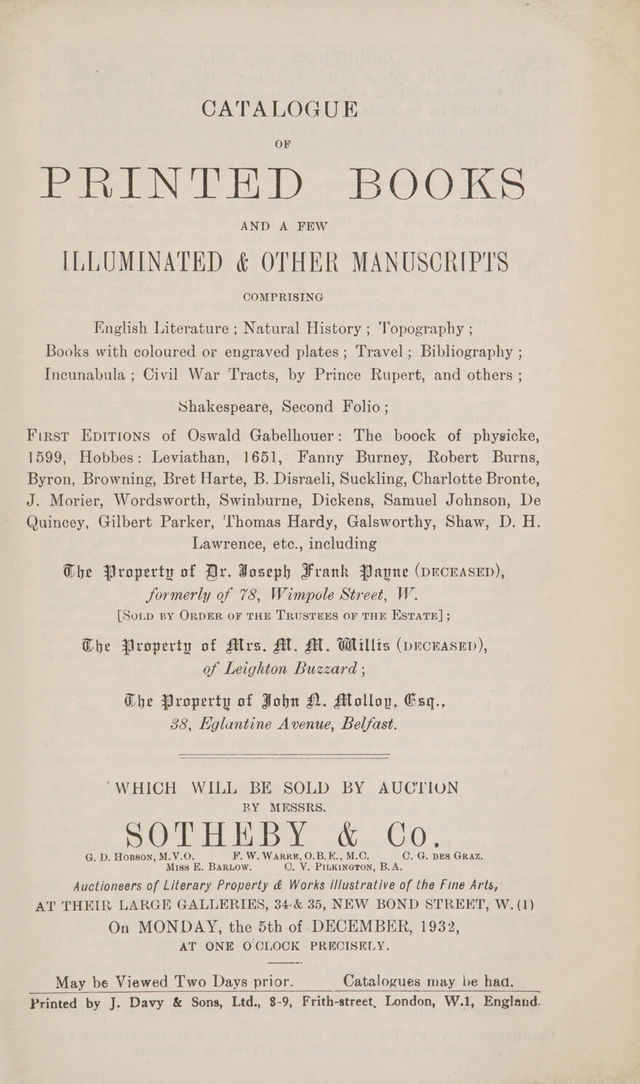 CATALOGUE
OF
PRINTED BOOKS
AND A FEW
ILLUMINATED & OTHER MANUSCRIPTS
COMPRISING
English Literature ; Natural History ; Topography ;
Books with coloured or engraved plates ; Travel ; Bibliography ;
Incunabula ; Civil War Tracts, by Prince Rupert, and others ;
Shakespeare, Second Folio ;
FIRST EDITIONS of Oswald Gabelhouer: The boock of physicke,
1599, Hobbes: Leviathan, 1651, Fanny Burney, Robert Burns,
Byron, Browning, Bret Harte, B. Disraeli, Suckling, Charlotte Bronte,
J. Morier, Wordsworth, Swinburne, Dickens, Samuel Johnson, De
Quincey, Gilbert Parker, Thomas Hardy, Galsworthy, Shaw, D. H.
Lawrence, etc., including
The Property of Dr. Joseph Frank Payne (DECEASED),
formerly of 78, Wimpole Street, W.
[SOLD BY ORDER OF THE TRUSTEES OF THE ESTATE] ;
The Property of Mrs. M. M. Willis (DECEASED),
of Leighton Buzzard ;
The Property of John N. Molloy, Esq.,
38, Eglantine Avenue, Belfast.
WHICH WILL BE SOLD BY AUCTION
BY MESSRS.
SOTHEBY & Co.
G. D. HOBSON, M.V.O. F. W. WARRE, O.B.E., M.C. C. G. DES GRAZ.
MISS E. BARLOW. C. V. PILKINGTON, B.A.
Auctioneers of Literary Property & Works illustrative of the Fine Arts,
AT THEIR LARGE GALLERIES, 34 & 35, NEW BOND STREET, W.(1)
On MONDAY, the 5th of DECEMBER, 1932,
AT ONE O'CLOCK PRECISELY.
May be Viewed Two Days prior. Catalogues may be had.
Printed by J. Davy & Sons, Ltd., 8-9, Frith-street, London, W.1, England.